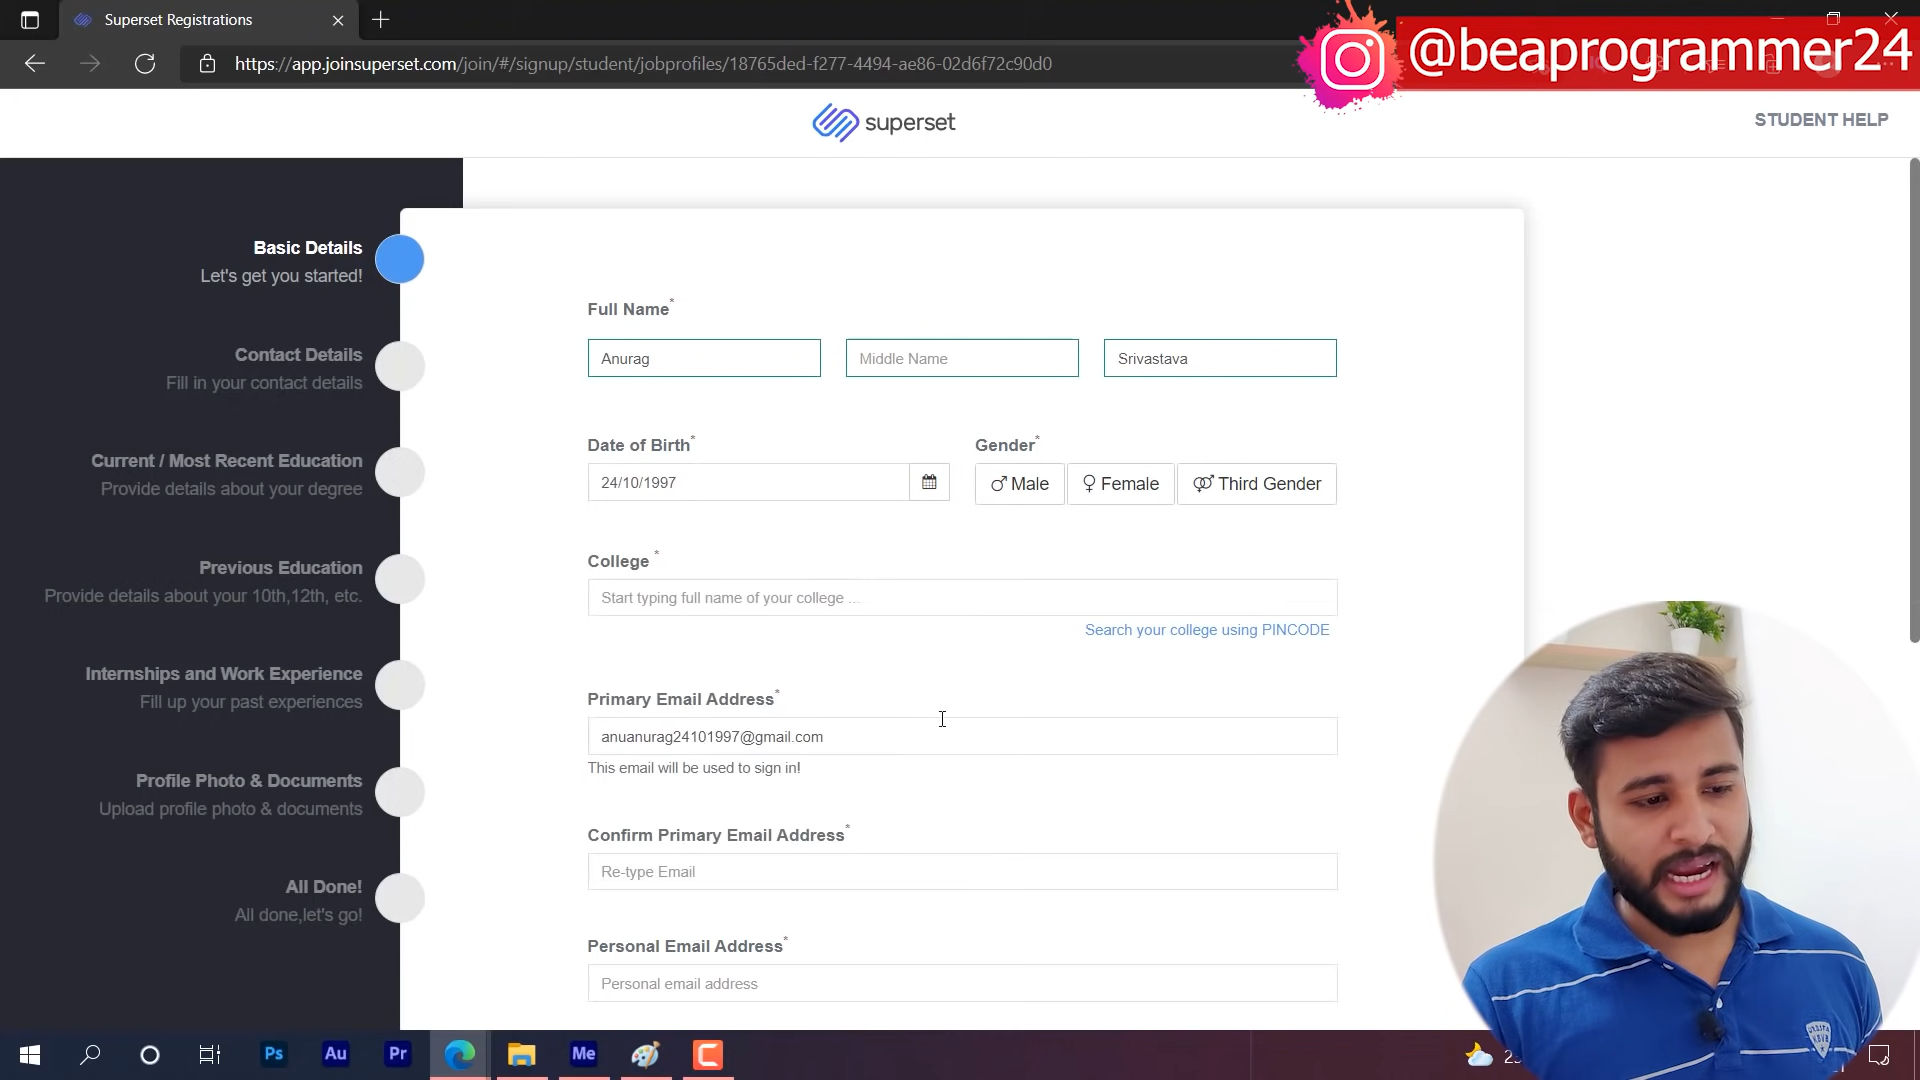 Superset Registrations
https://app.joinsuperset.com/join/#/signup/student/jobprofiles/18765ded-f277-4494-ae86-02d6f72c90d0
@beaprogrammer24
superset
STUDENT HELP
Basic Details
Let's get you started!
Contact Details
Fill in your contact details
Current / Most Recent Education
Provide details about your degree
Previous Education
Provide details about your 10th,12th, etc.
Internships and Work Experience
Fill up your past experiences
Profile Photo & Documents
Upload profile photo & documents
All Done!
All done,let's go!
Full Name*
Anurag
Middle Name
Srivastava
Date of Birth*
Gender*
24/10/1997
Male
Female
Third Gender
College *
Start typing full name of your college ...
Search your college using PINCODE
Primary Email Address*
anuanurag24101997@gmail.com
This email will be used to sign in!
Confirm Primary Email Address*
Re-type Email
Personal Email Address*
Personal email address
Ps
Au
Pr
Me